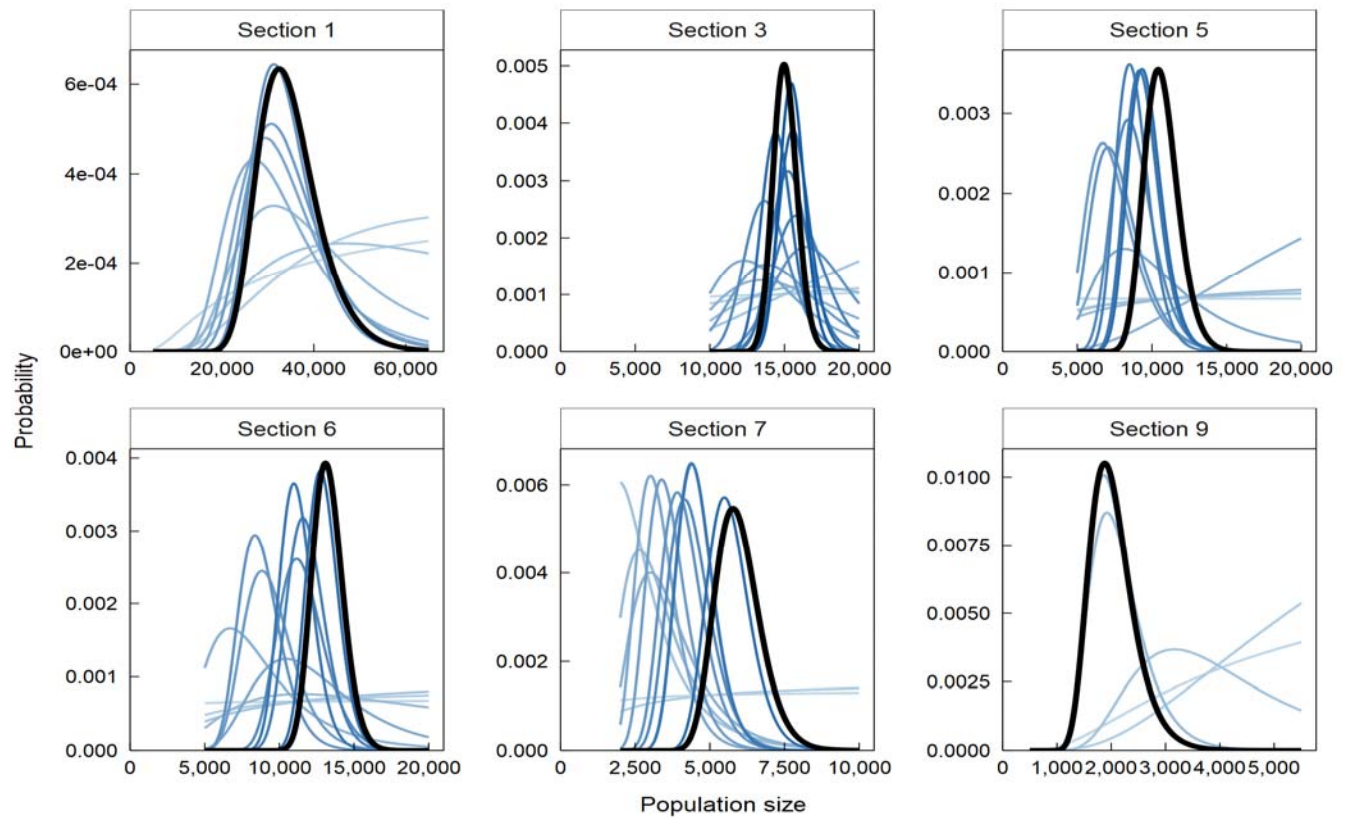 Section 1
Section 3
Section 5
6e-04
4e-04
2e-04
0e+00
0.005
0.004
0.003
0.002
0.001
0.000
0.003
0.002
0.001
0.000
0 20,000 40,000 60,000
0 5,000 10,000 15,000 20,000
0 5,000 10,000 15,000 20,000
Probability
Section 6
Section 7
Section 9
0.004
0.003
0.002
0.001
0.000
0.006
0.004
0.002
0.000
0.0100
0.0075
0.0050
0.0025
0.0000
0 5,000 10,000 15,000 20,000
0 2,500 5,000 7,500 10,000
0 1,000 2,000 3,000 4,000 5,000
Population size